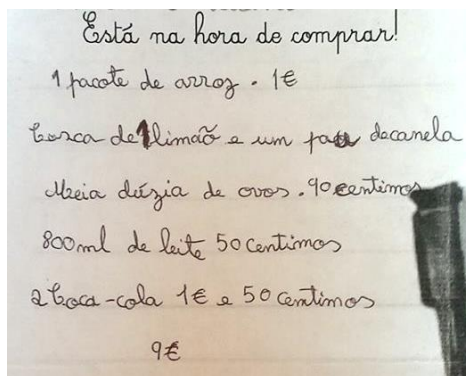 Está na hora de comprar!
1 pacote de arroz . 1€
Casca de 1 limão e um pau de canela
Meia dúzia de ovos . 90 centimos
800ml de leite 50 centimos
2 Coca-cola 1€ e 50 centimos
9€